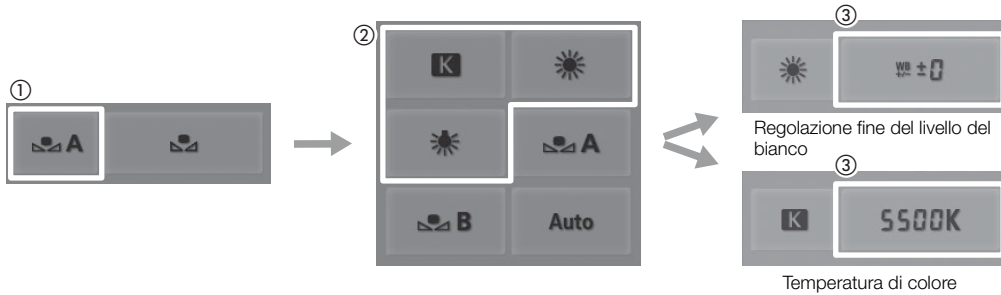 ①
A
②
K
A
B Auto
③
WB +/- ±0
Regolazione fine del livello del
bianco
③
K 5500K
Temperatura di colore